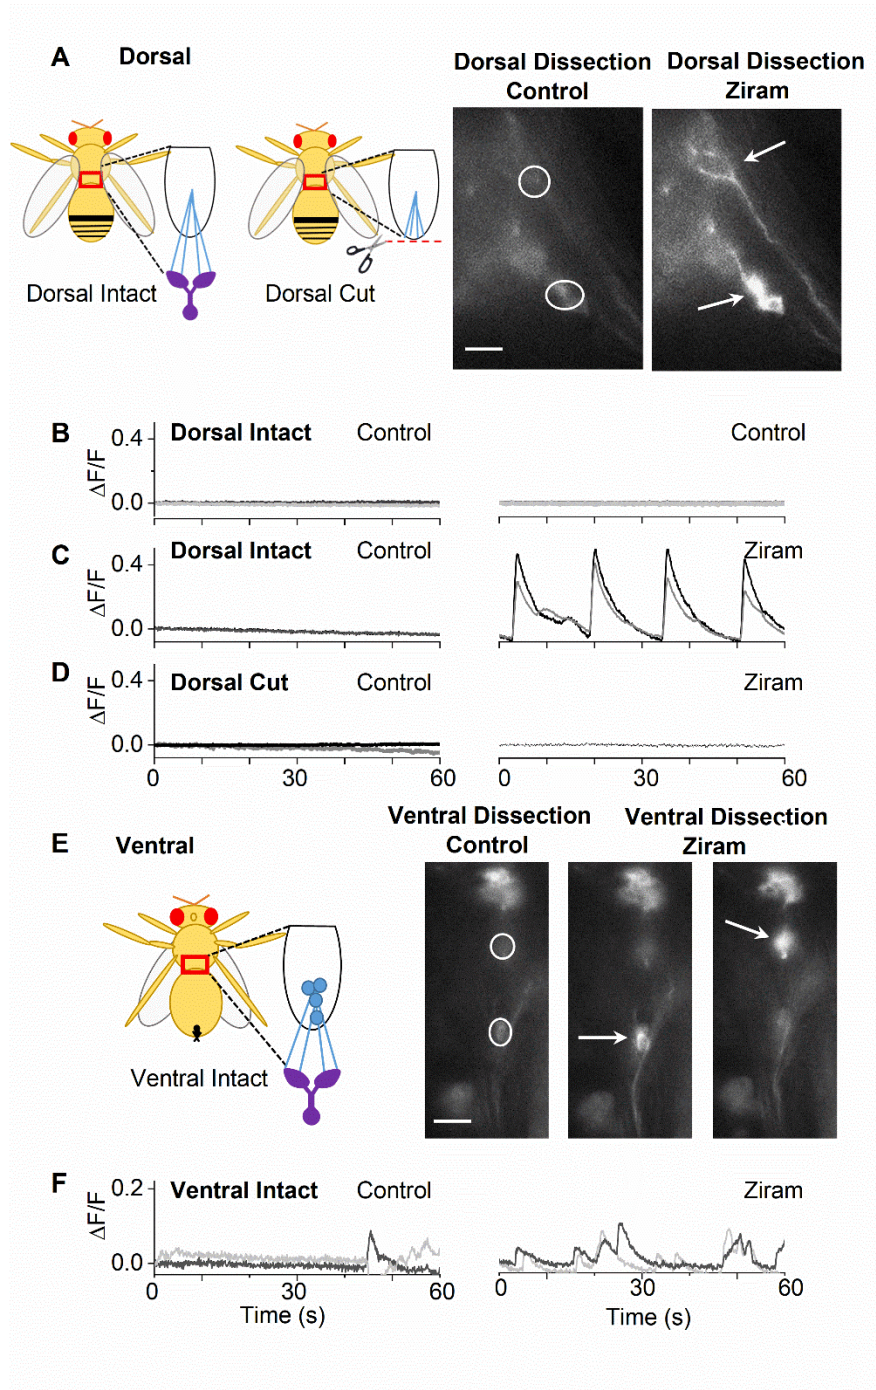 A Dorsal
Dorsal Dissection Control
Dorsal Dissection Ziram
Dorsal Intact
Dorsal Cut
B Dorsal Intact Control Control
ΔF/F
0.4
0.0
C Dorsal Intact Control Ziram
ΔF/F
0.4
0.0
D Dorsal Cut Control Ziram
ΔF/F
0.4
0.0
0 30 60 0 30 60
E Ventral
Ventral Dissection Control
Ventral Dissection Ziram
Ventral Intact
F Ventral Intact Control Ziram
ΔF/F
0.2
0.0
0 30 60 0 30 60
Time (s) Time (s)